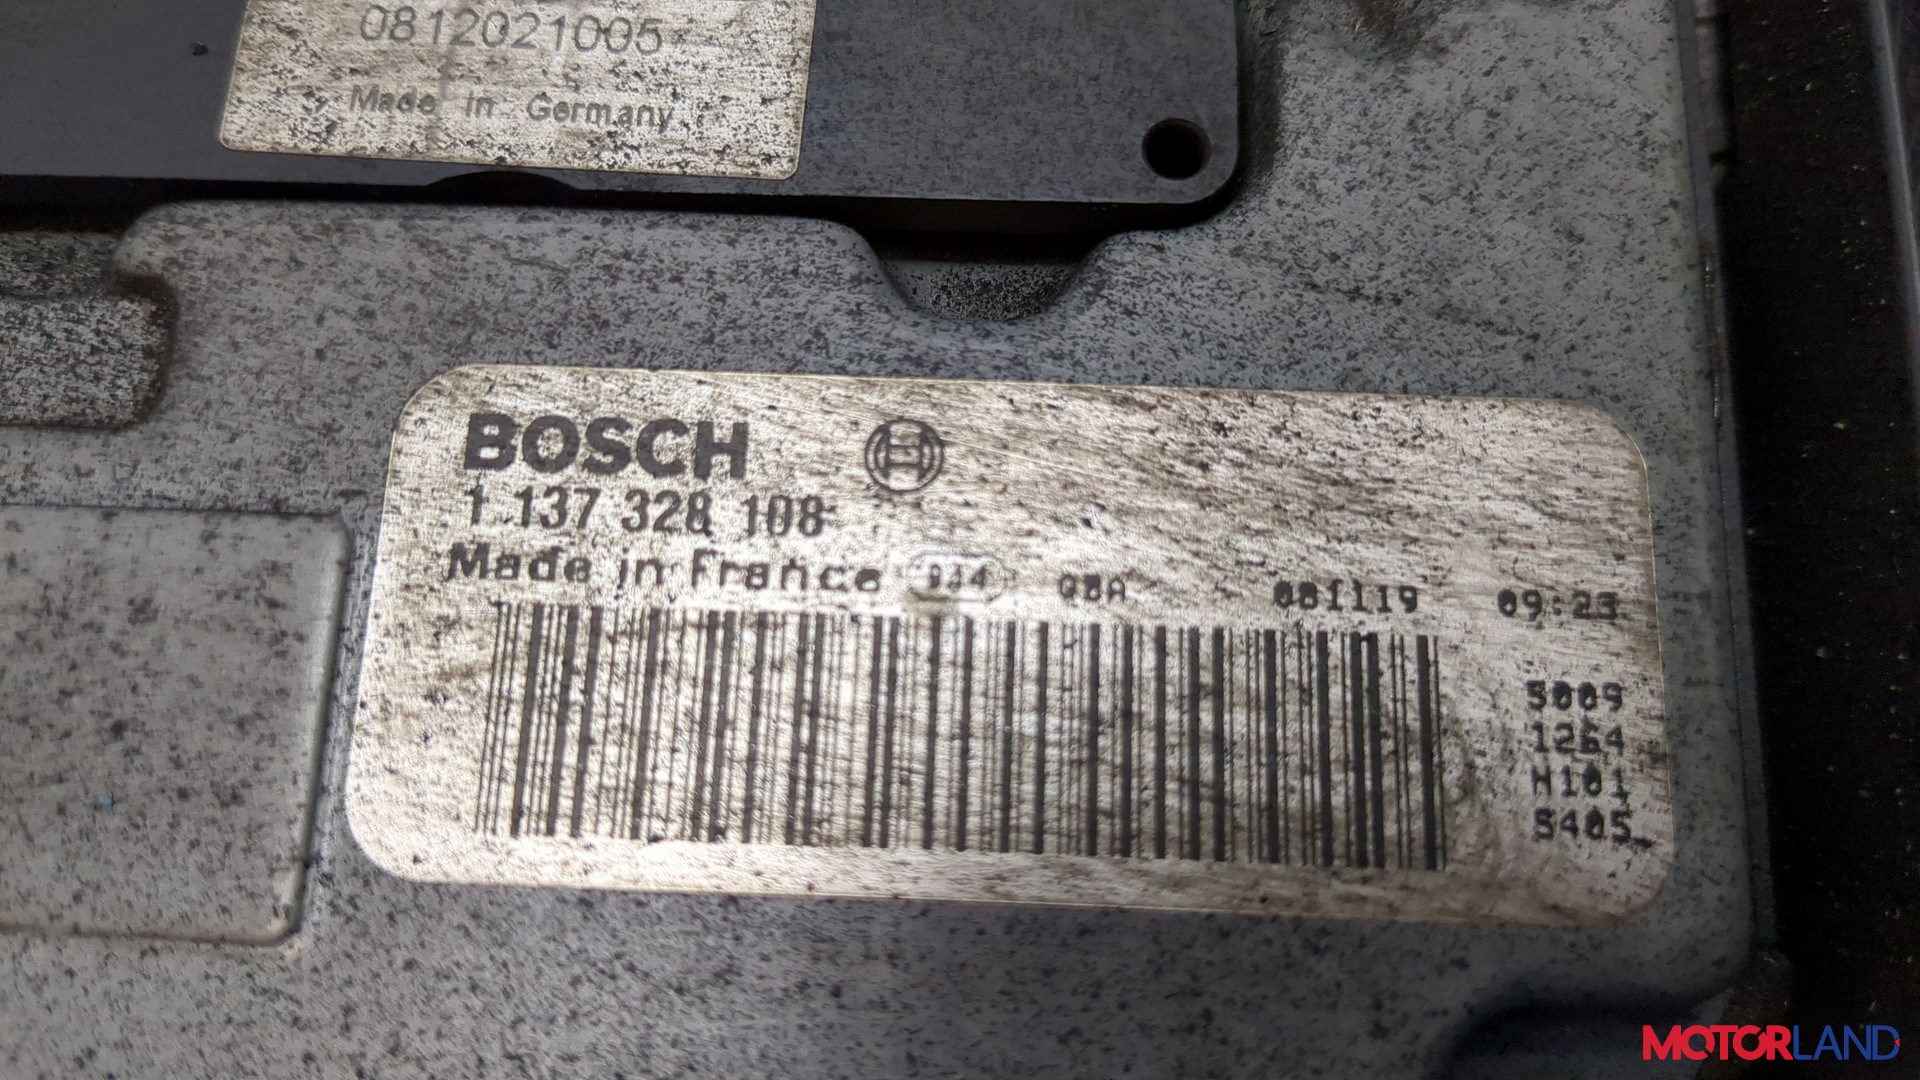 0812021005
Made in Germany
BOSCH
1 137 328 108
Made in France 934 QBA 081119 09:23
5009
1264
H101
5405
MOTORLAND